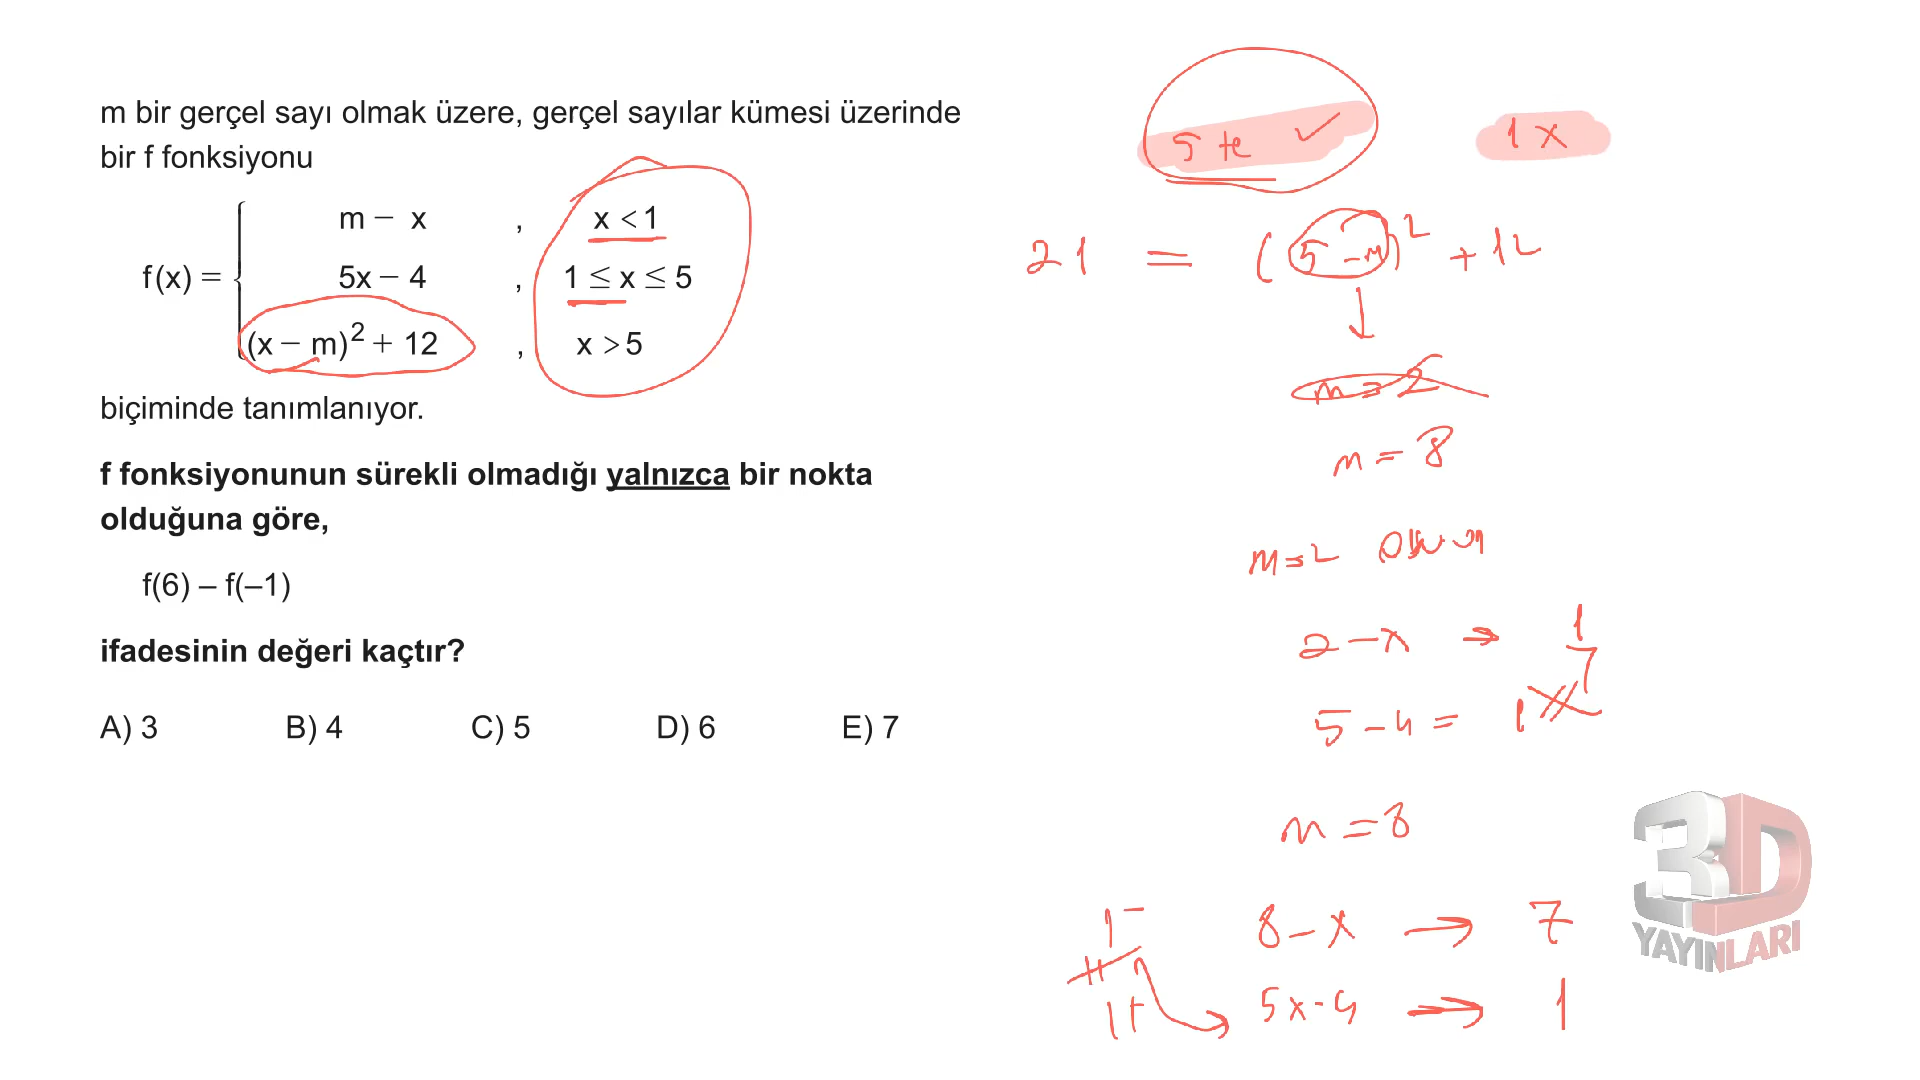 m bir gerçel sayı olmak üzere, gerçel sayılar kümesi üzerinde
bir f fonksiyonu
m − x , x < 1
f(x) = 5x − 4 , 1 ≤ x ≤ 5
(x − m)² + 12 , x > 5
biçiminde tanımlanıyor.
f fonksiyonunun sürekli olmadığı yalnızca bir nokta
olduğuna göre,
f(6) – f(–1)
ifadesinin değeri kaçtır?
A) 3 B) 4 C) 5 D) 6 E) 7
5 te ✓ 1 x
21 = (5 − m)² + 12
m = 2
m = 8
m = 2 olsun
2 − x → 1
5 − 4 = 1
m = 8
1⁻ 8 − x → 7
1⁺ 5x − 4 → 1
3D
YAYINLARI